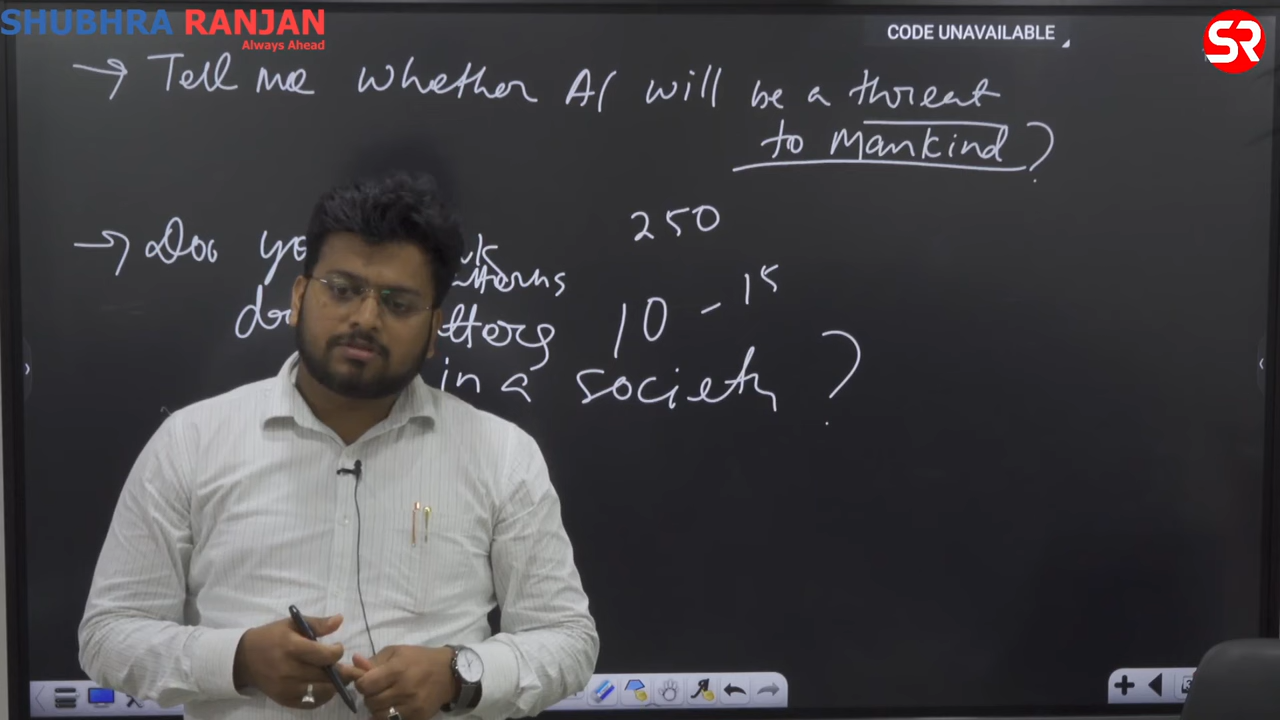 SHUBHRA RANJAN
Always Ahead
CODE UNAVAILABLE
SR
→ Tell me whether AI will be a threat
to Mankind?
250
→ Doo
10 - 15
in a society ?